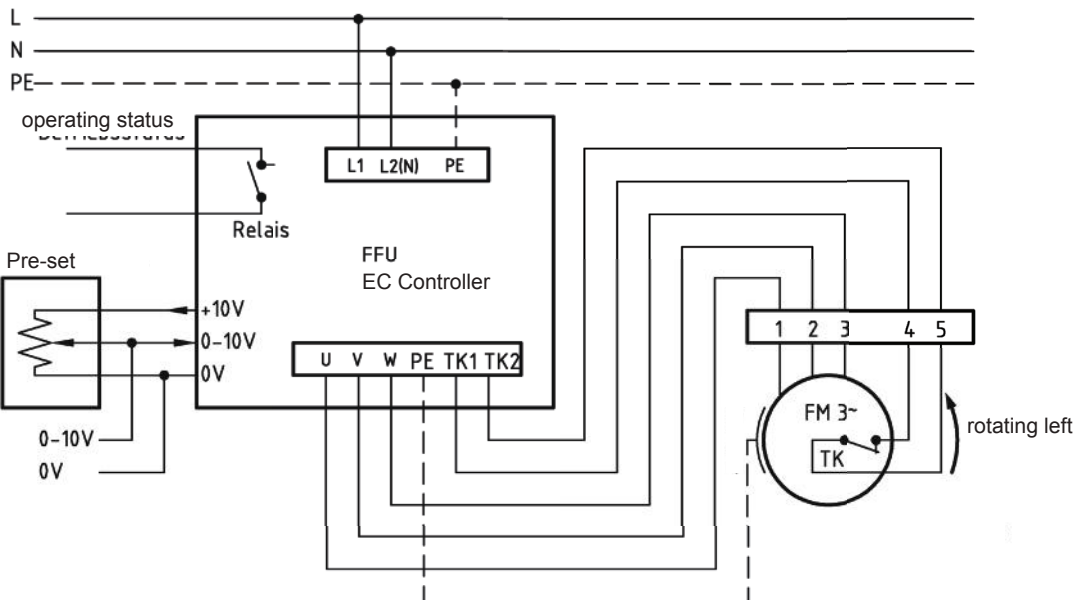 L
N
PE
operating status
L1 L2(N) PE
Relais
FFU
EC Controller
Pre-set
+10V
0-10V
0V
0-10V
0V
U V W PE TK1 TK2
1 2 3 4 5
FM 3~
TK
rotating left